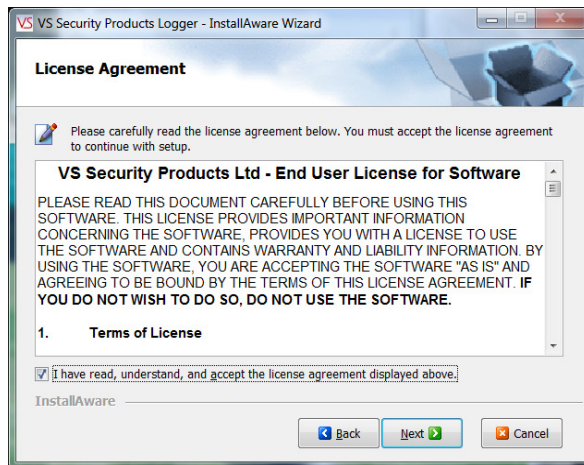 VS VS Security Products Logger - InstallAware Wizard
License Agreement
Please carefully read the license agreement below. You must accept the license agreement
to continue with setup.
VS Security Products Ltd - End User License for Software
PLEASE READ THIS DOCUMENT CAREFULLY BEFORE USING THIS
SOFTWARE. THIS LICENSE PROVIDES IMPORTANT INFORMATION
CONCERNING THE SOFTWARE, PROVIDES YOU WITH A LICENSE TO USE
THE SOFTWARE AND CONTAINS WARRANTY AND LIABILITY INFORMATION. BY
USING THE SOFTWARE, YOU ARE ACCEPTING THE SOFTWARE "AS IS" AND
AGREEING TO BE BOUND BY THE TERMS OF THIS LICENSE AGREEMENT. IF
YOU DO NOT WISH TO DO SO, DO NOT USE THE SOFTWARE.
1. Terms of License
I have read, understand, and accept the license agreement displayed above.
InstallAware
Back Next Cancel